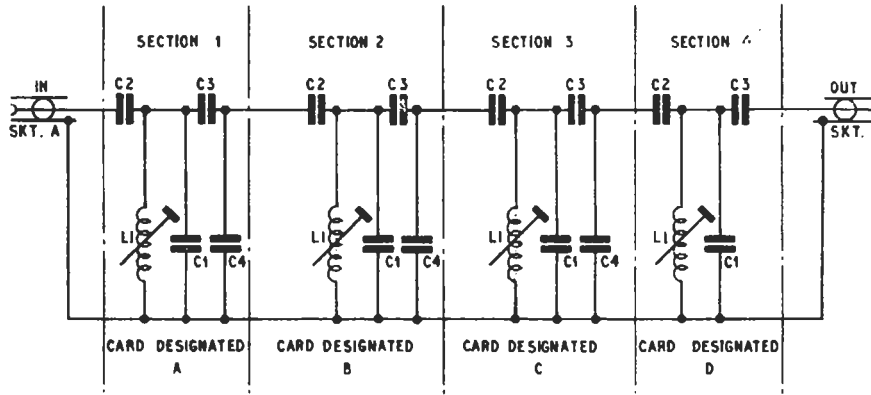 SECTION 1 SECTION 2 SECTION 3 SECTION 4
IN C2 C3 C2 C3 C2 C3 C2 C3 OUT
SKT. A SKT.
L1 C1 C4 L1 C1 C4 L1 C1 C4 L1 C1
CARD DESIGNATED CARD DESIGNATED CARD DESIGNATED CARD DESIGNATED
A B C D